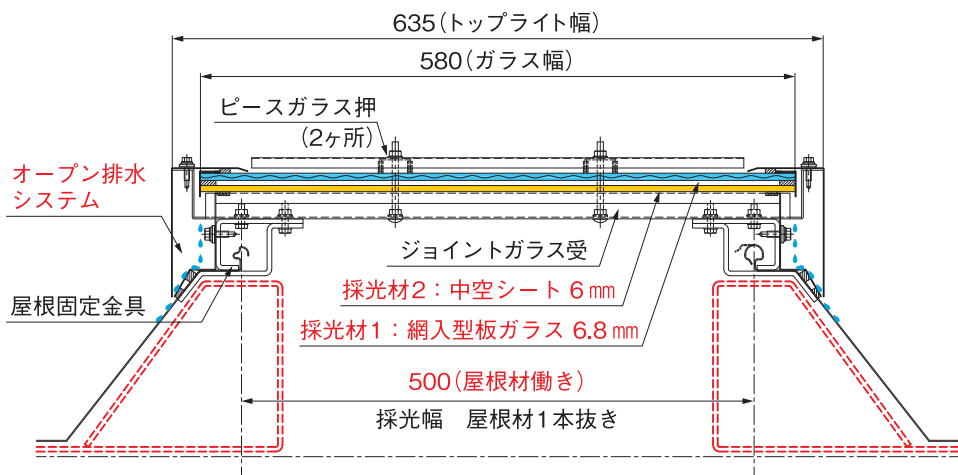 635(トップライト幅)
580(ガラス幅)
ピースガラス押
(2ヶ所)
オープン排水
システム
ジョイントガラス受
採光材2：中空シート 6㎜
屋根固定金具
採光材1：網入型板ガラス 6.8㎜
500(屋根材働き)
採光幅　屋根材1本抜き